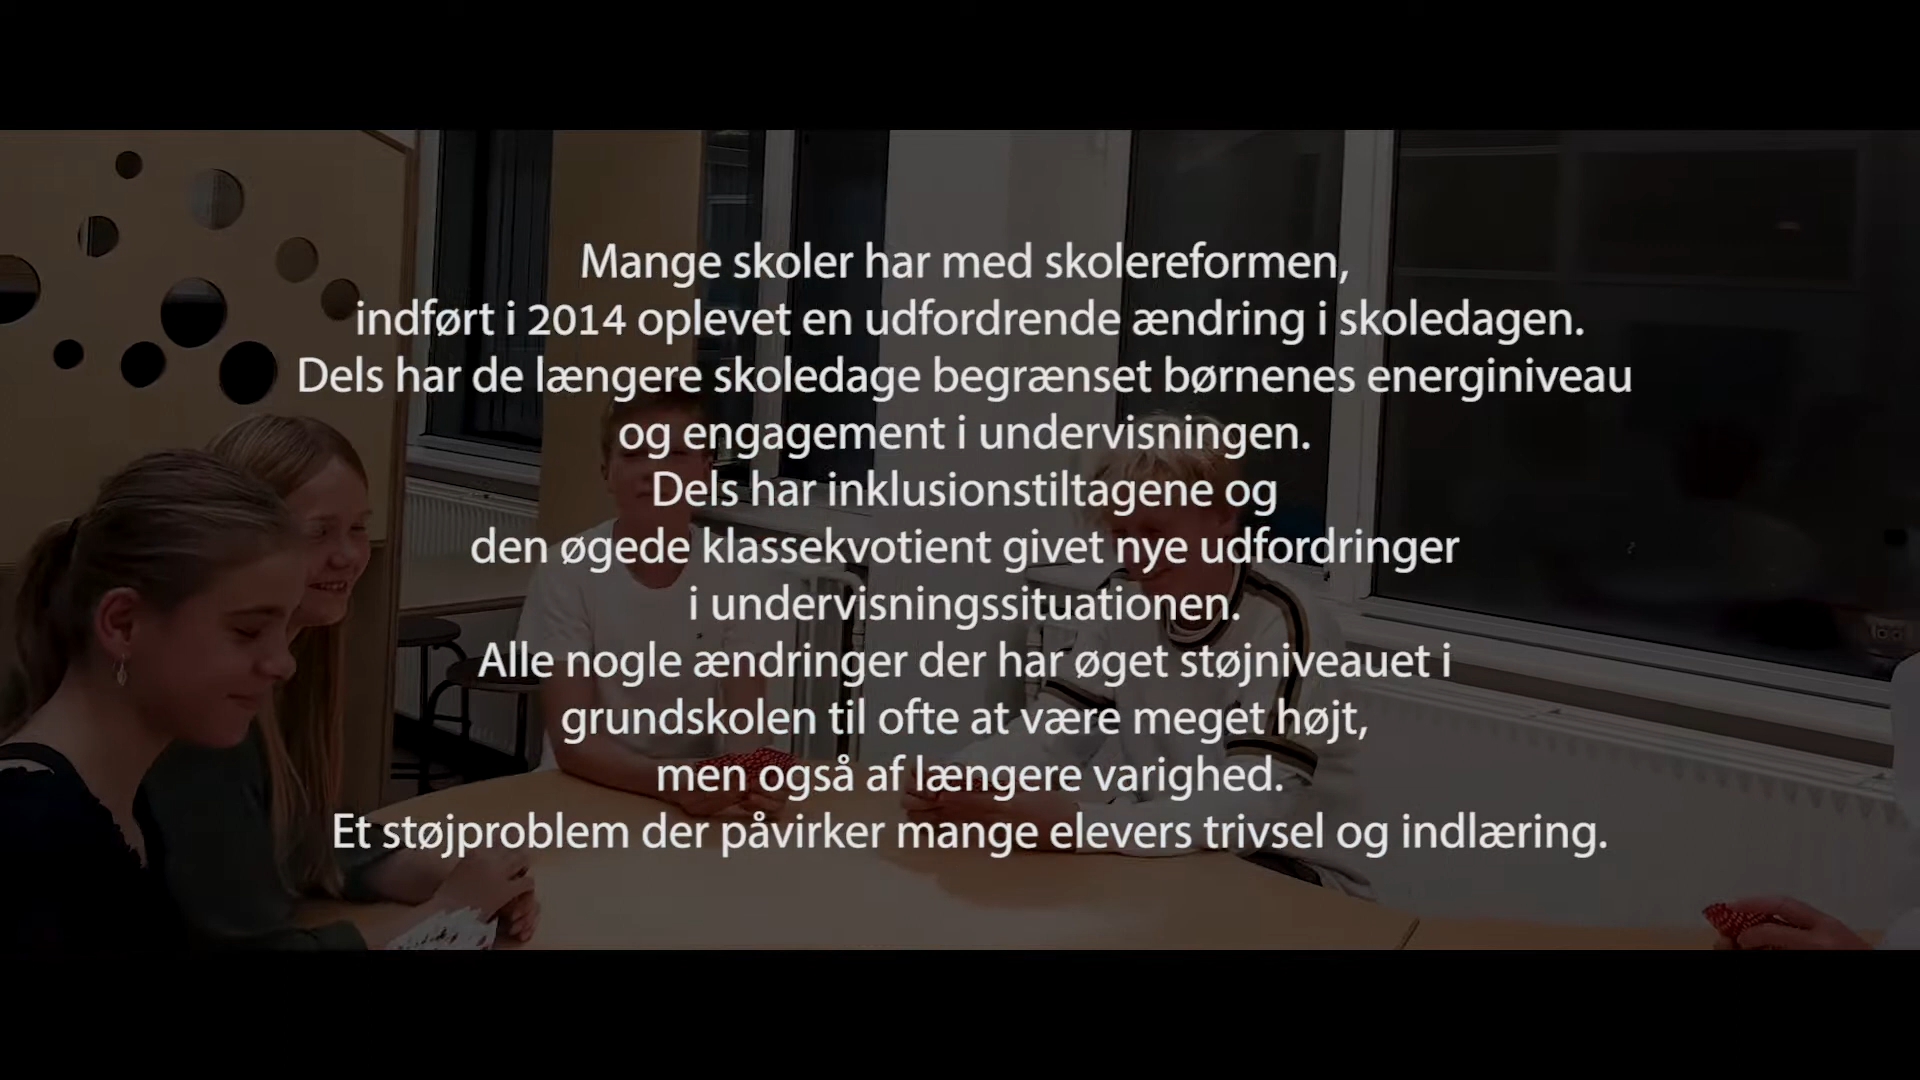 Mange skoler har med skolereformen,
indført i 2014 oplevet en udfordrende ændring i skoledagen.
Dels har de længere skoledage begrænset børnenes energiniveau
og engagement i undervisningen.
Dels har inklusionstiltagene og
den øgede klassekvotient givet nye udfordringer
i undervisningssituationen.
Alle nogle ændringer der har øget støjniveauet i
grundskolen til ofte at være meget højt,
men også af længere varighed.
Et støjproblem der påvirker mange elevers trivsel og indlæring.